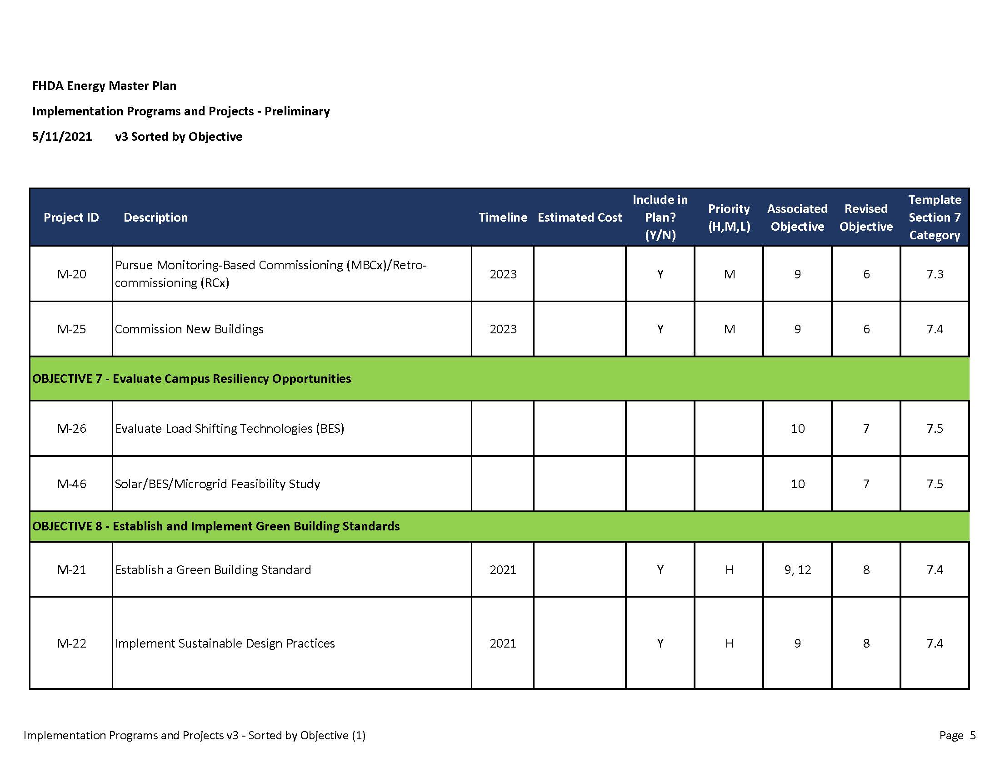 FHDA Energy Master Plan
Implementation Programs and Projects - Preliminary
5/11/2021 v3 Sorted by Objective
Project ID Description Timeline Estimated Cost Include in Plan? (Y/N) Priority (H,M,L) Associated Objective Revised Objective Template Section 7 Category
M-20 Pursue Monitoring-Based Commissioning (MBCx)/Retro-
commissioning (RCx) 2023 Y M 9 6 7.3
M-25 Commission New Buildings 2023 Y M 9 6 7.4
OBJECTIVE 7 - Evaluate Campus Resiliency Opportunities
M-26 Evaluate Load Shifting Technologies (BES) 10 7 7.5
M-46 Solar/BES/Microgrid Feasibility Study 10 7 7.5
OBJECTIVE 8 - Establish and Implement Green Building Standards
M-21 Establish a Green Building Standard 2021 Y H 9, 12 8 7.4
M-22 Implement Sustainable Design Practices 2021 Y H 9 8 7.4
Implementation Programs and Projects v3 - Sorted by Objective (1) Page 5